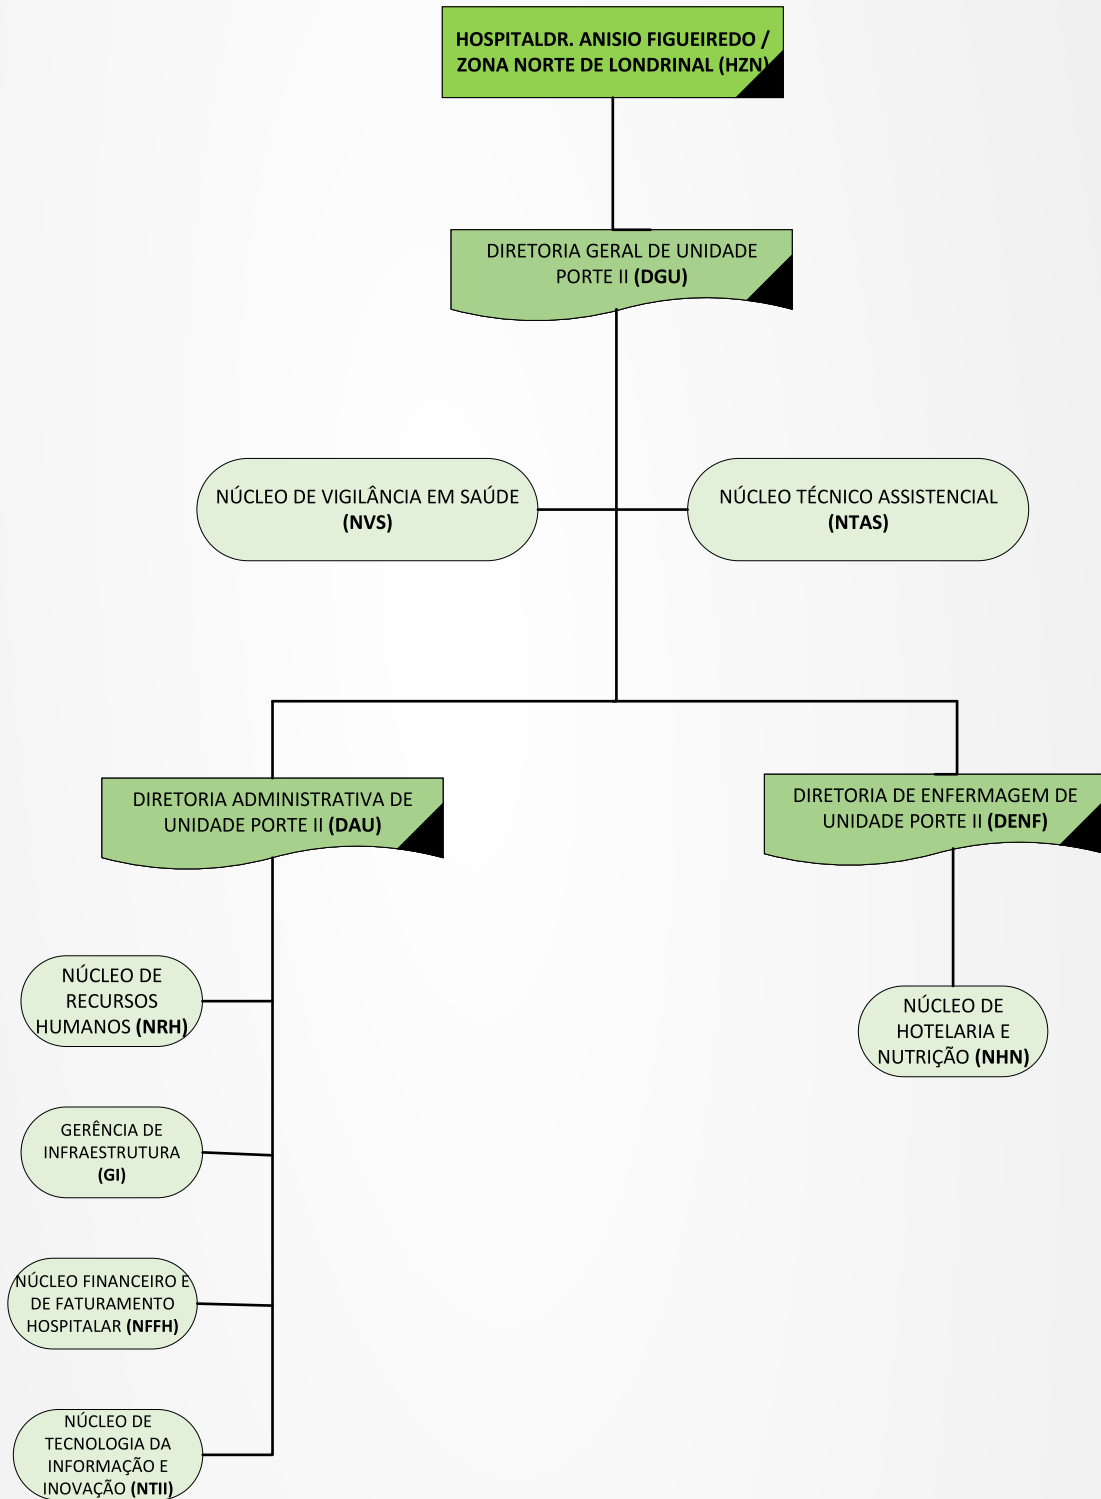 HOSPITALDR. ANISIO FIGUEIREDO /
ZONA NORTE DE LONDRINAL (HZN)
DIRETORIA GERAL DE UNIDADE
PORTE II (DGU)
NÚCLEO DE VIGILÂNCIA EM SAÚDE
(NVS)
NÚCLEO TÉCNICO ASSISTENCIAL
(NTAS)
DIRETORIA ADMINISTRATIVA DE
UNIDADE PORTE II (DAU)
DIRETORIA DE ENFERMAGEM DE
UNIDADE PORTE II (DENF)
NÚCLEO DE
RECURSOS
HUMANOS (NRH)
NÚCLEO DE
HOTELARIA E
NUTRIÇÃO (NHN)
GERÊNCIA DE
INFRAESTRUTURA
(GI)
NÚCLEO FINANCEIRO E
DE FATURAMENTO
HOSPITALAR (NFFH)
NÚCLEO DE
TECNOLOGIA DA
INFORMAÇÃO E
INOVAÇÃO (NTII)